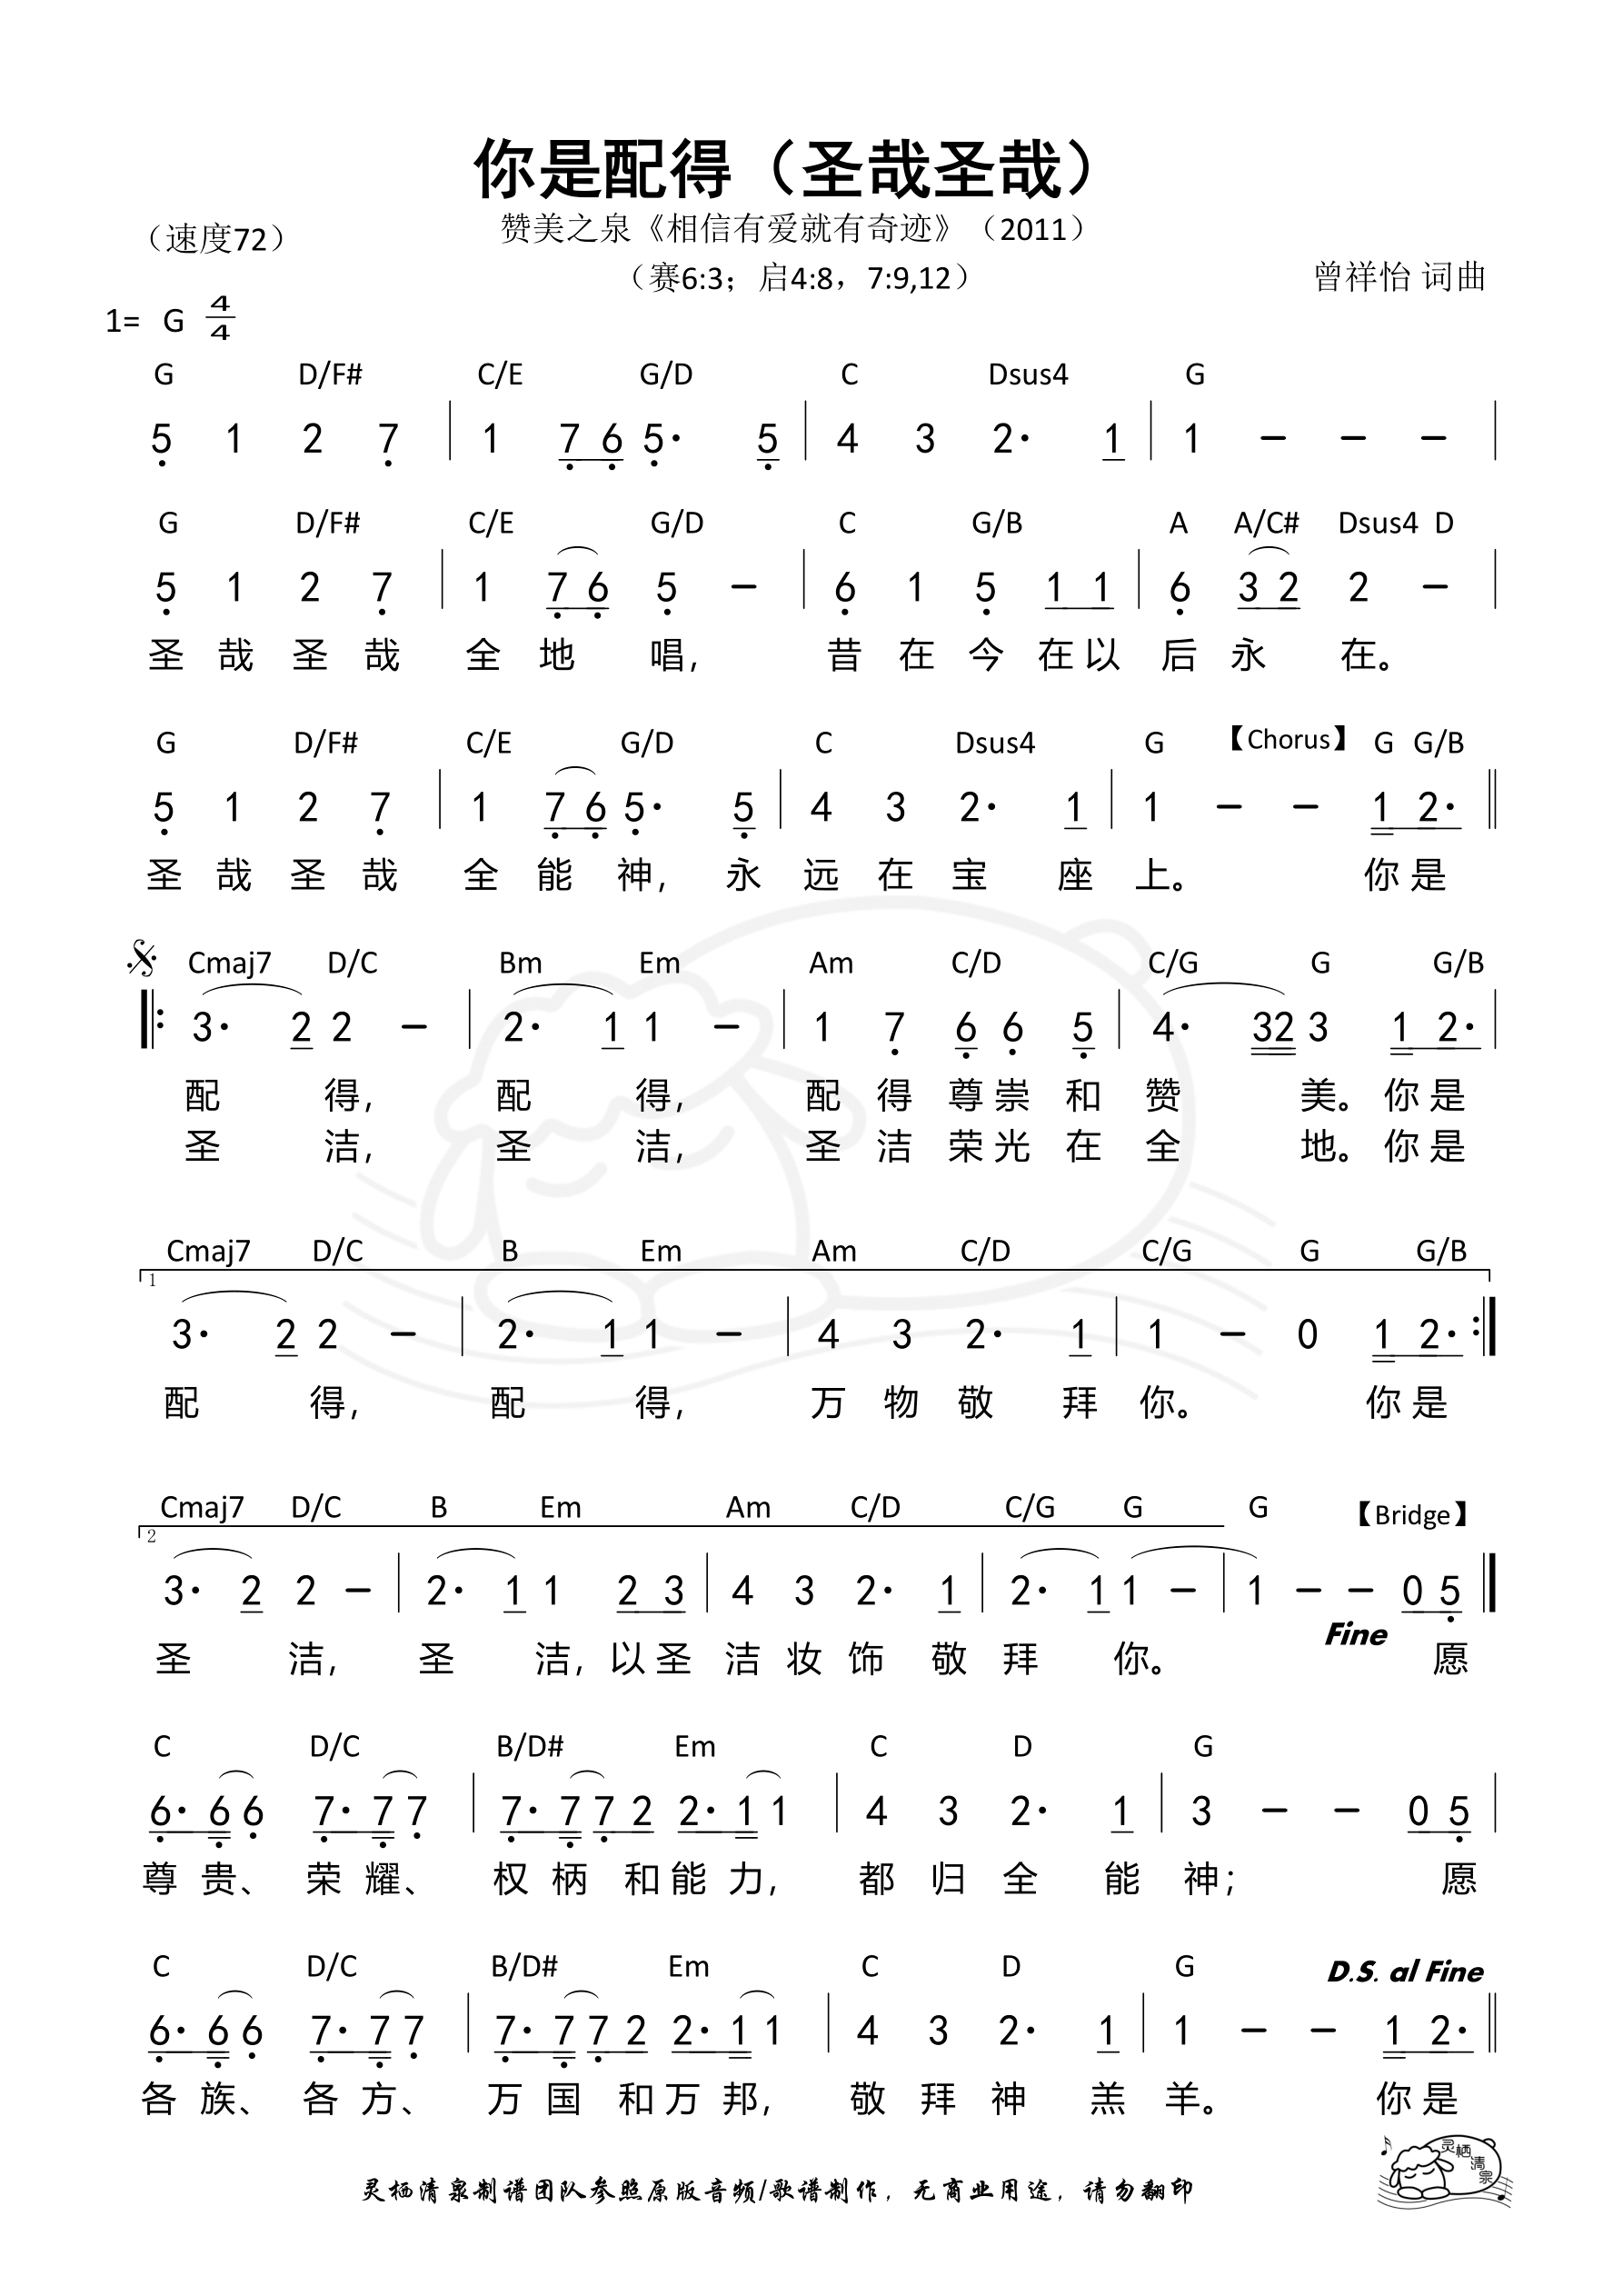 你是配得（圣哉圣哉）
赞美之泉《相信有爱就有奇迹》（2011）
（速度72）
（赛6:3；启4:8，7:9,12）
曾祥怡 词曲
1= G 4/4
G D/F# C/E G/D C Dsus4 G
5 1 2 7 | 1 7 6 5· 5 | 4 3 2· 1 | 1 – – – |
G D/F# C/E G/D C G/B A A/C# Dsus4 D
5 1 2 7 | 1 7 6 5 – | 6 1 5 1 1 | 6 3 2 2 – |
圣 哉 圣 哉 全 地 唱, 昔 在 今 在 以 后 永 在。
G D/F# C/E G/D C Dsus4 G 【Chorus】 G G/B
5 1 2 7 | 1 7 6 5· 5 | 4 3 2· 1 | 1 – – 1 2· ||
圣 哉 圣 哉 全 能 神, 永 远 在 宝 座 上。 你 是
Cmaj7 D/C Bm Em Am C/D C/G G G/B
|: 3· 2 2 – | 2· 1 1 – | 1 7 6 6 5 | 4· 32 3 1 2· |
配 得, 配 得, 配 得 尊 崇 和 赞 美。 你 是
圣 洁, 圣 洁, 圣 洁 荣 光 在 全 地。 你 是
Cmaj7 D/C B Em Am C/D C/G G G/B
1
3· 2 2 – | 2· 1 1 – | 4 3 2· 1 | 1 – 0 1 2· :|
配 得, 配 得, 万 物 敬 拜 你。 你 是
Cmaj7 D/C B Em Am C/D C/G G G 【Bridge】
2
3· 2 2 – | 2· 1 1 2 3 | 4 3 2· 1 | 2· 1 1 – | 1 – – 0 5 ||
Fine
圣 洁, 圣 洁, 以 圣 洁 妆 饰 敬 拜 你。 愿
C D/C B/D# Em C D G
6· 6 6 7· 7 7 | 7· 7 7 2 2· 1 1 | 4 3 2· 1 | 3 – – 0 5 |
尊 贵、 荣 耀、 权 柄 和 能 力, 都 归 全 能 神; 愿
C D/C B/D# Em C D G D.S. al Fine
6· 6 6 7· 7 7 | 7· 7 7 2 2· 1 1 | 4 3 2· 1 | 1 – – 1 2· ||
各 族、 各 方、 万 国 和 万 邦, 敬 拜 神 羔 羊。 你 是
灵栖清泉
灵栖清泉制谱团队参照原版音频/歌谱制作，无商业用途，请勿翻印